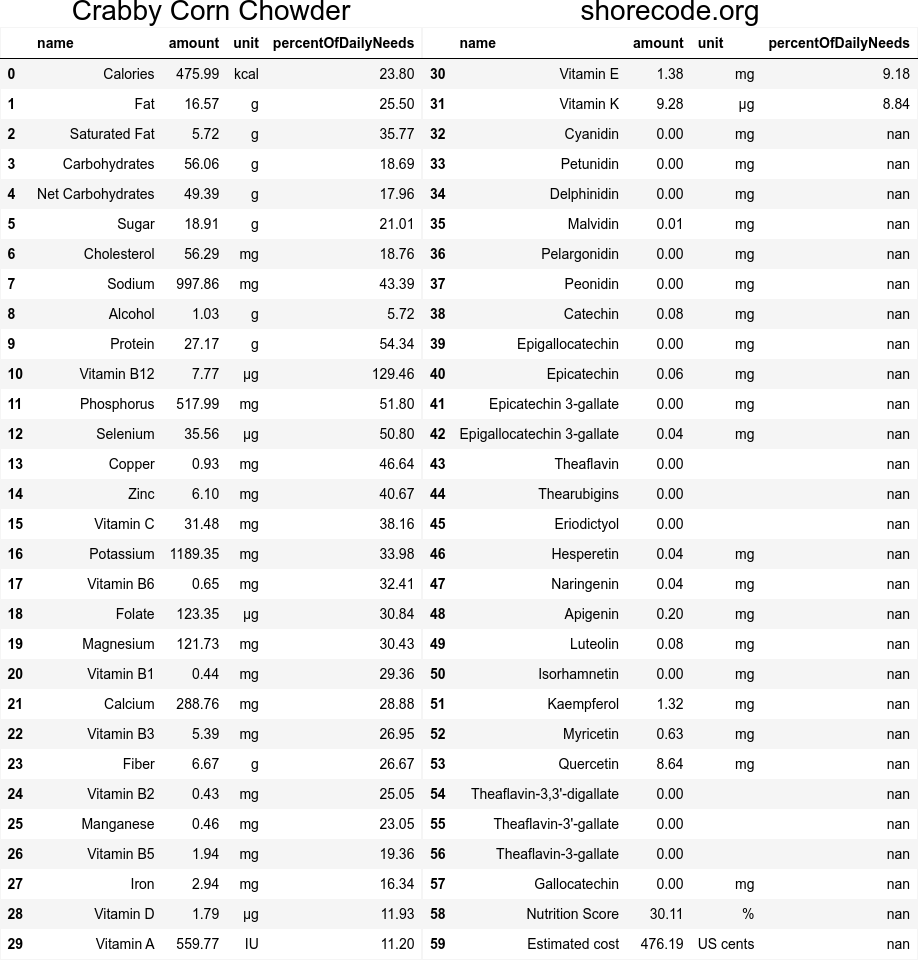 Crabby Corn Chowder shorecode.org
name amount unit percentOfDailyNeeds name amount unit percentOfDailyNeeds
0 Calories 475.99 kcal 23.80 30 Vitamin E 1.38 mg 9.18
1 Fat 16.57 g 25.50 31 Vitamin K 9.28 µg 8.84
2 Saturated Fat 5.72 g 35.77 32 Cyanidin 0.00 mg nan
3 Carbohydrates 56.06 g 18.69 33 Petunidin 0.00 mg nan
4 Net Carbohydrates 49.39 g 17.96 34 Delphinidin 0.00 mg nan
5 Sugar 18.91 g 21.01 35 Malvidin 0.01 mg nan
6 Cholesterol 56.29 mg 18.76 36 Pelargonidin 0.00 mg nan
7 Sodium 997.86 mg 43.39 37 Peonidin 0.00 mg nan
8 Alcohol 1.03 g 5.72 38 Catechin 0.08 mg nan
9 Protein 27.17 g 54.34 39 Epigallocatechin 0.00 mg nan
10 Vitamin B12 7.77 µg 129.46 40 Epicatechin 0.06 mg nan
11 Phosphorus 517.99 mg 51.80 41 Epicatechin 3-gallate 0.00 mg nan
12 Selenium 35.56 µg 50.80 42 Epigallocatechin 3-gallate 0.04 mg nan
13 Copper 0.93 mg 46.64 43 Theaflavin 0.00 nan
14 Zinc 6.10 mg 40.67 44 Thearubigins 0.00 nan
15 Vitamin C 31.48 mg 38.16 45 Eriodictyol 0.00 nan
16 Potassium 1189.35 mg 33.98 46 Hesperetin 0.04 mg nan
17 Vitamin B6 0.65 mg 32.41 47 Naringenin 0.04 mg nan
18 Folate 123.35 µg 30.84 48 Apigenin 0.20 mg nan
19 Magnesium 121.73 mg 30.43 49 Luteolin 0.08 mg nan
20 Vitamin B1 0.44 mg 29.36 50 Isorhamnetin 0.00 mg nan
21 Calcium 288.76 mg 28.88 51 Kaempferol 1.32 mg nan
22 Vitamin B3 5.39 mg 26.95 52 Myricetin 0.63 mg nan
23 Fiber 6.67 g 26.67 53 Quercetin 8.64 mg nan
24 Vitamin B2 0.43 mg 25.05 54 Theaflavin-3,3'-digallate 0.00 nan
25 Manganese 0.46 mg 23.05 55 Theaflavin-3'-gallate 0.00 nan
26 Vitamin B5 1.94 mg 19.36 56 Theaflavin-3-gallate 0.00 nan
27 Iron 2.94 mg 16.34 57 Gallocatechin 0.00 mg nan
28 Vitamin D 1.79 µg 11.93 58 Nutrition Score 30.11 % nan
29 Vitamin A 559.77 IU 11.20 59 Estimated cost 476.19 US cents nan